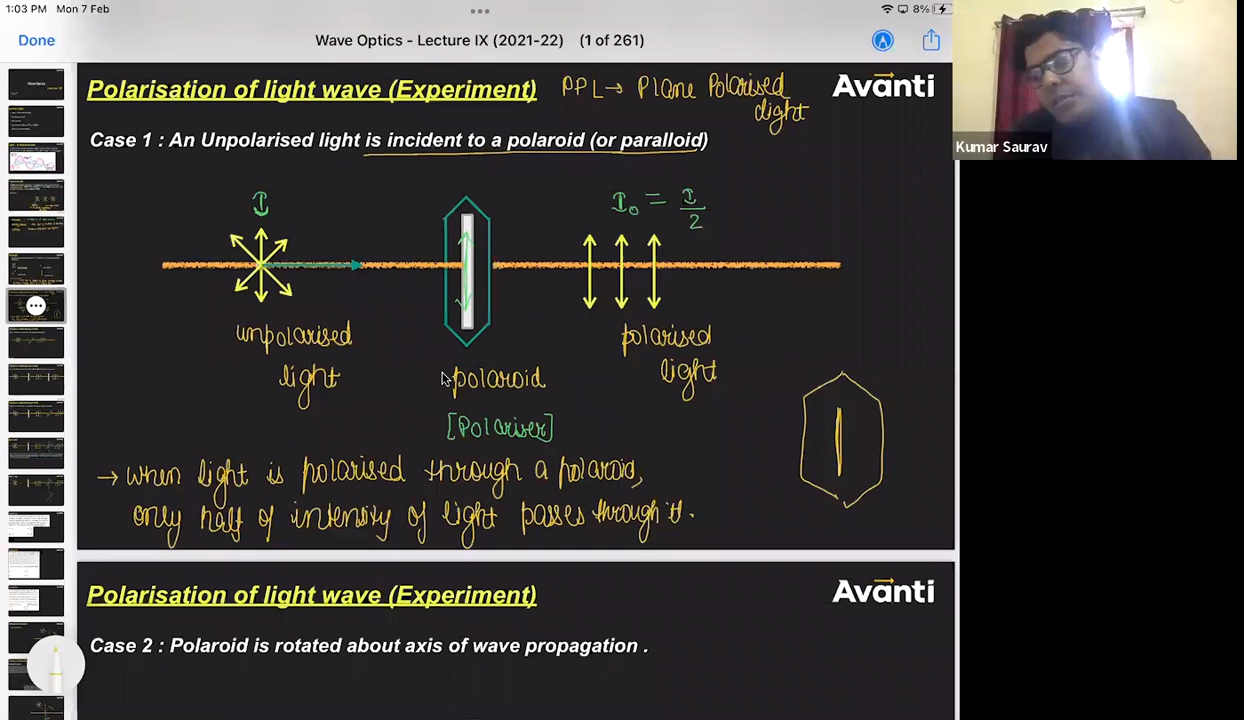 1:03 PM Mon 7 Feb
8%
Done
Wave Optics - Lecture IX (2021-22) (1 of 261)
Polarisation of light wave (Experiment)
PPL → Plane Polarised
light
Avanti
Kumar Saurav
Case 1 : An Unpolarised light is incident to a polaroid (or paralloid)
I
I₀ = I/2
unpolarised
light
polarised
light
polaroid
[Polariser]
→ when light is polarised through a polaroid,
only half of intensity of light passes through it.
Polarisation of light wave (Experiment)
Avanti
Case 2 : Polaroid is rotated about axis of wave propagation .